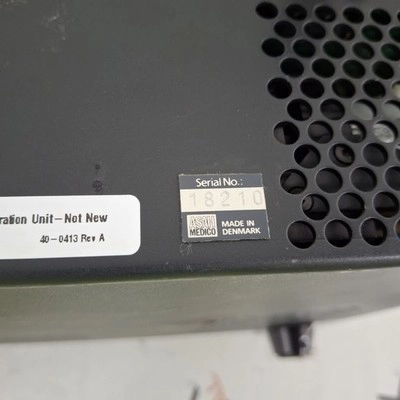 ration Unit—Not New
40-0413 Rev A
Serial No.:
18210
MEDICO
MADE IN
DENMARK